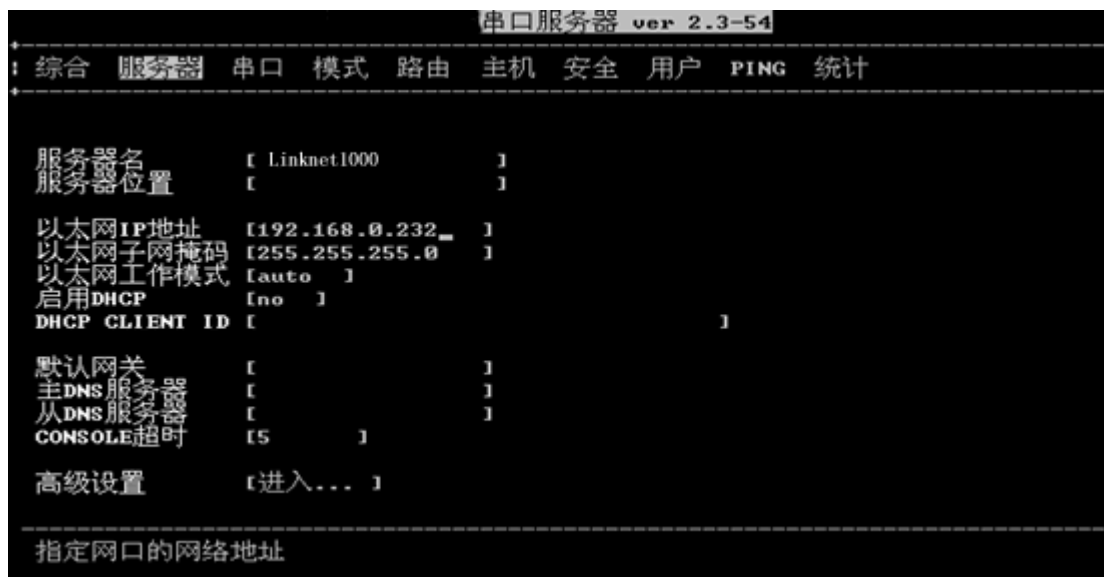 串口服务器 ver 2.3-54
综合 服务器 串口 模式 路由 主机 安全 用户 PING 统计
服务器名 [ Linknet1000 ]
服务器位置 [ ]
以太网IP地址 [192.168.0.232_ ]
以太网子网掩码 [255.255.255.0 ]
以太网工作模式 [auto ]
启用DHCP [no ]
DHCP CLIENT ID [ ]
默认网关 [ ]
主DNS服务器 [ ]
从DNS服务器 [ ]
CONSOLE超时 [5 ]
高级设置 [进入... ]
指定网口的网络地址